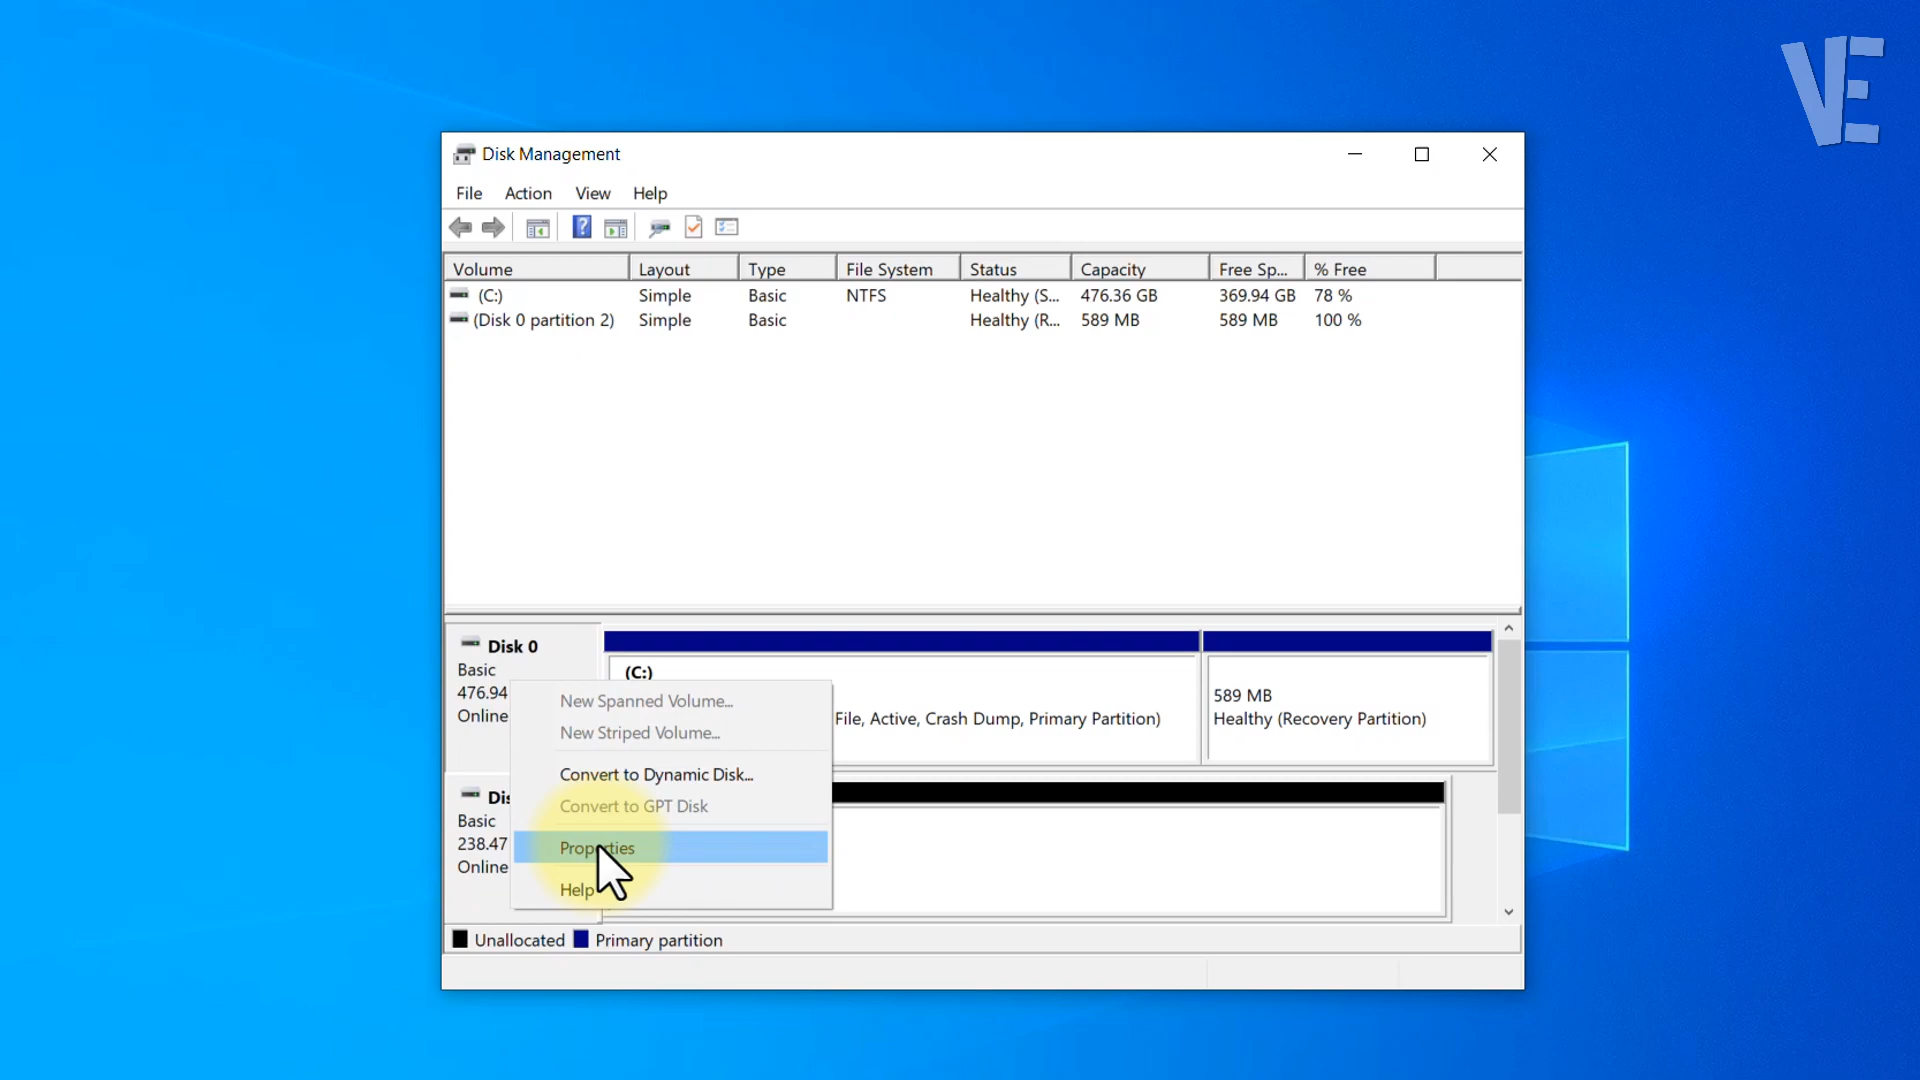 VE
Disk Management
File Action View Help
Volume Layout Type File System Status Capacity Free Sp... % Free
(C:) Simple Basic NTFS Healthy (S... 476.36 GB 369.94 GB 78 %
(Disk 0 partition 2) Simple Basic Healthy (R... 589 MB 589 MB 100 %
Disk 0
Basic
476.94
Online
(C:)
File, Active, Crash Dump, Primary Partition)
589 MB
Healthy (Recovery Partition)
New Spanned Volume...
New Striped Volume...
Convert to Dynamic Disk...
Convert to GPT Disk
Properties
Help
Basic
238.47
Online
Unallocated Primary partition